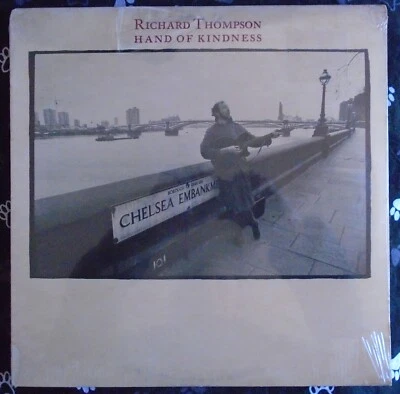 RICHARD THOMPSON
HAND OF KINDNESS
CHELSEA EMBANKM